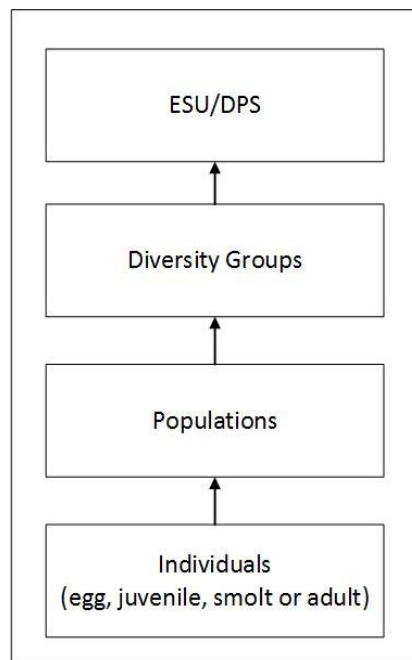 ESU/DPS
Diversity Groups
Populations
Individuals
(egg, juvenile, smolt or adult)